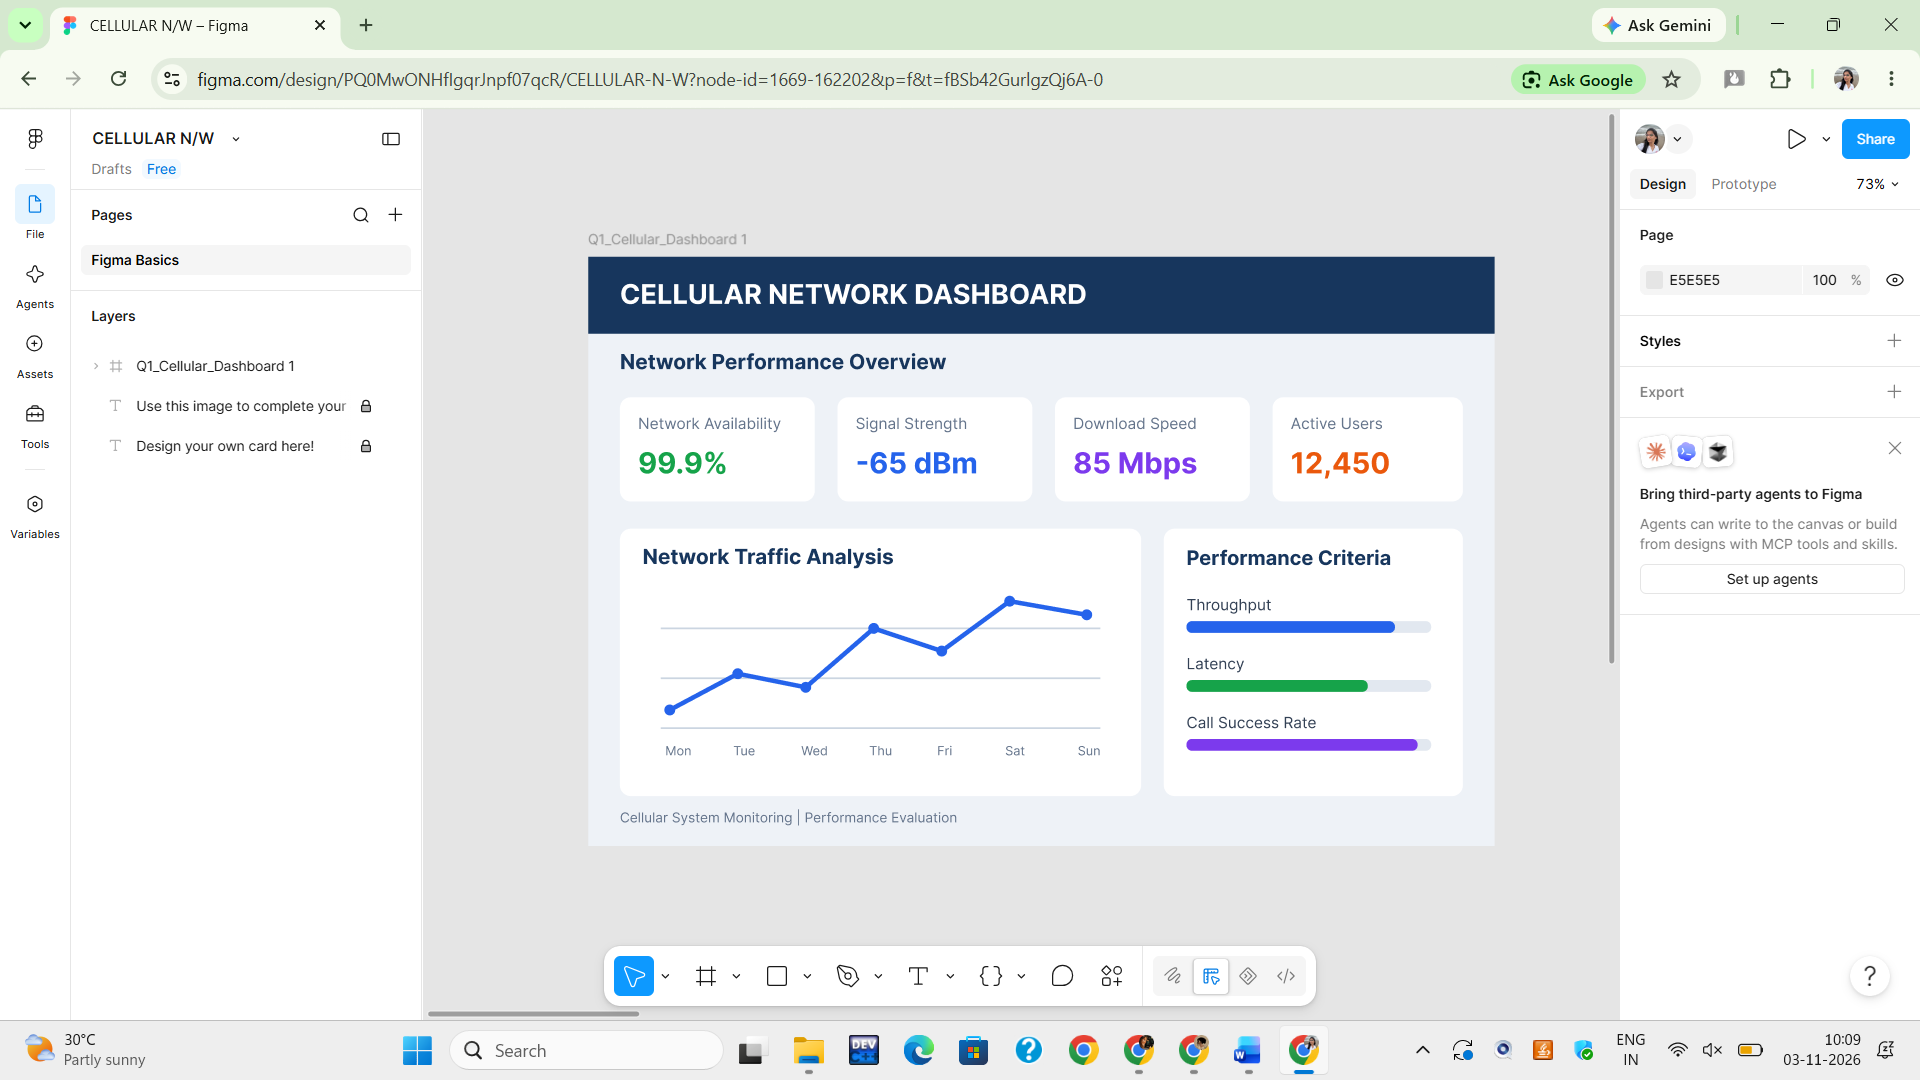 CELLULAR N/W – Figma
Ask Gemini
figma.com/design/PQ0MwONHfIgqrJnpf07qcR/CELLULAR-N-W?node-id=1669-162202&p=f&t=fBSb42GurlgzQj6A-0
Ask Google
CELLULAR N/W
Drafts Free
Pages
File
Figma Basics
Agents
Layers
Assets
Q1_Cellular_Dashboard 1
Use this image to complete your
Tools
Design your own card here!
Variables
Q1_Cellular_Dashboard 1
CELLULAR NETWORK DASHBOARD
Network Performance Overview
Network Availability
99.9%
Signal Strength
-65 dBm
Download Speed
85 Mbps
Active Users
12,450
Network Traffic Analysis
Mon Tue Wed Thu Fri Sat Sun
Performance Criteria
Throughput
Latency
Call Success Rate
Cellular System Monitoring | Performance Evaluation
Share
Design Prototype 73%
Page
E5E5E5 100 %
Styles
Export
Bring third-party agents to Figma
Agents can write to the canvas or build
from designs with MCP tools and skills.
Set up agents
?
30°C
Partly sunny
Search
DEV
C++
W
ENG
IN
10:09
03-11-2026